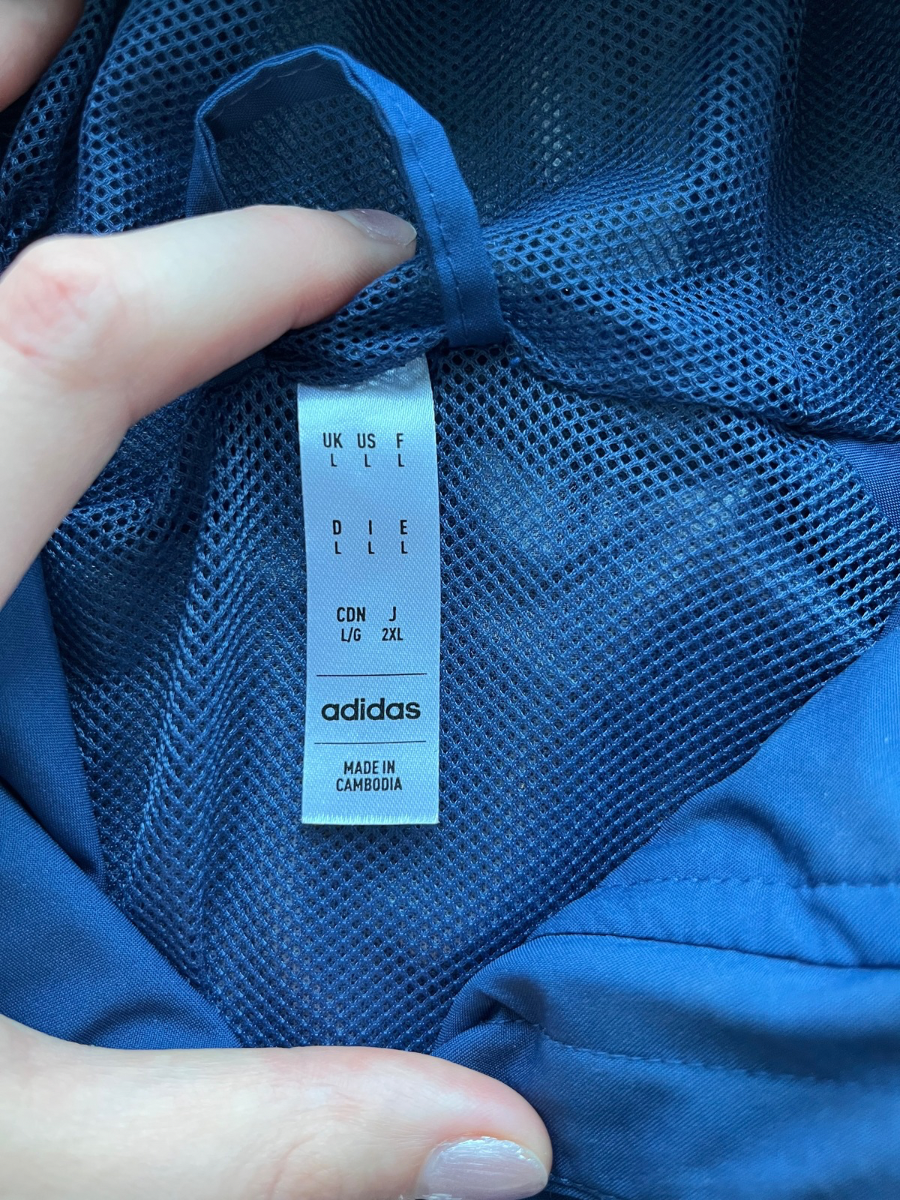 UK US F
L L L
D I E
L L L
CDN J
L/G 2XL
adidas
MADE IN
CAMBODIA